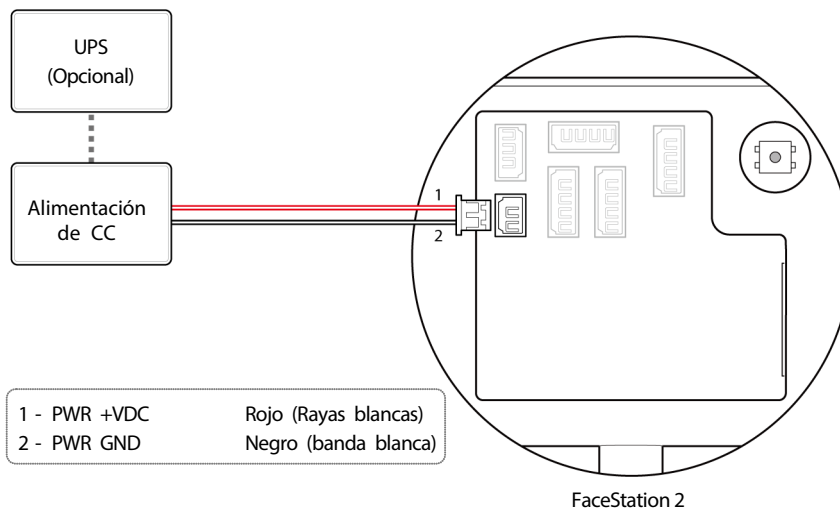 UPS
(Opcional)
Alimentación
de CC
1
2
1 - PWR +VDC Rojo (Rayas blancas)
2 - PWR GND Negro (banda blanca)
FaceStation 2